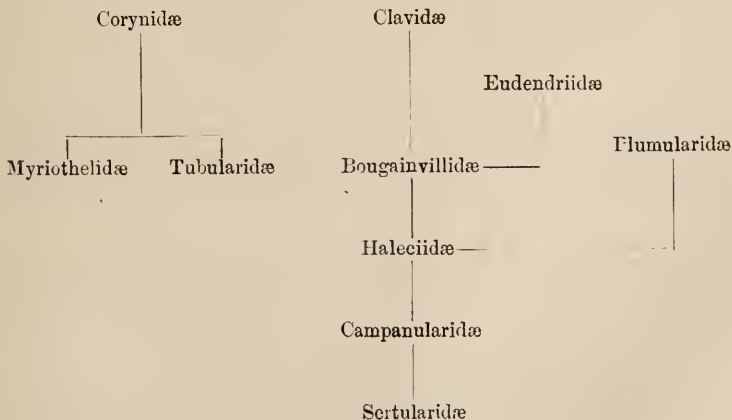 Corynidæ Clavidæ
Eudendriidæ
Plumularidæ
Myriothelidæ Tubularidæ Bougainvillidæ
Haleciidæ
Campanularidæ
Sertularidæ